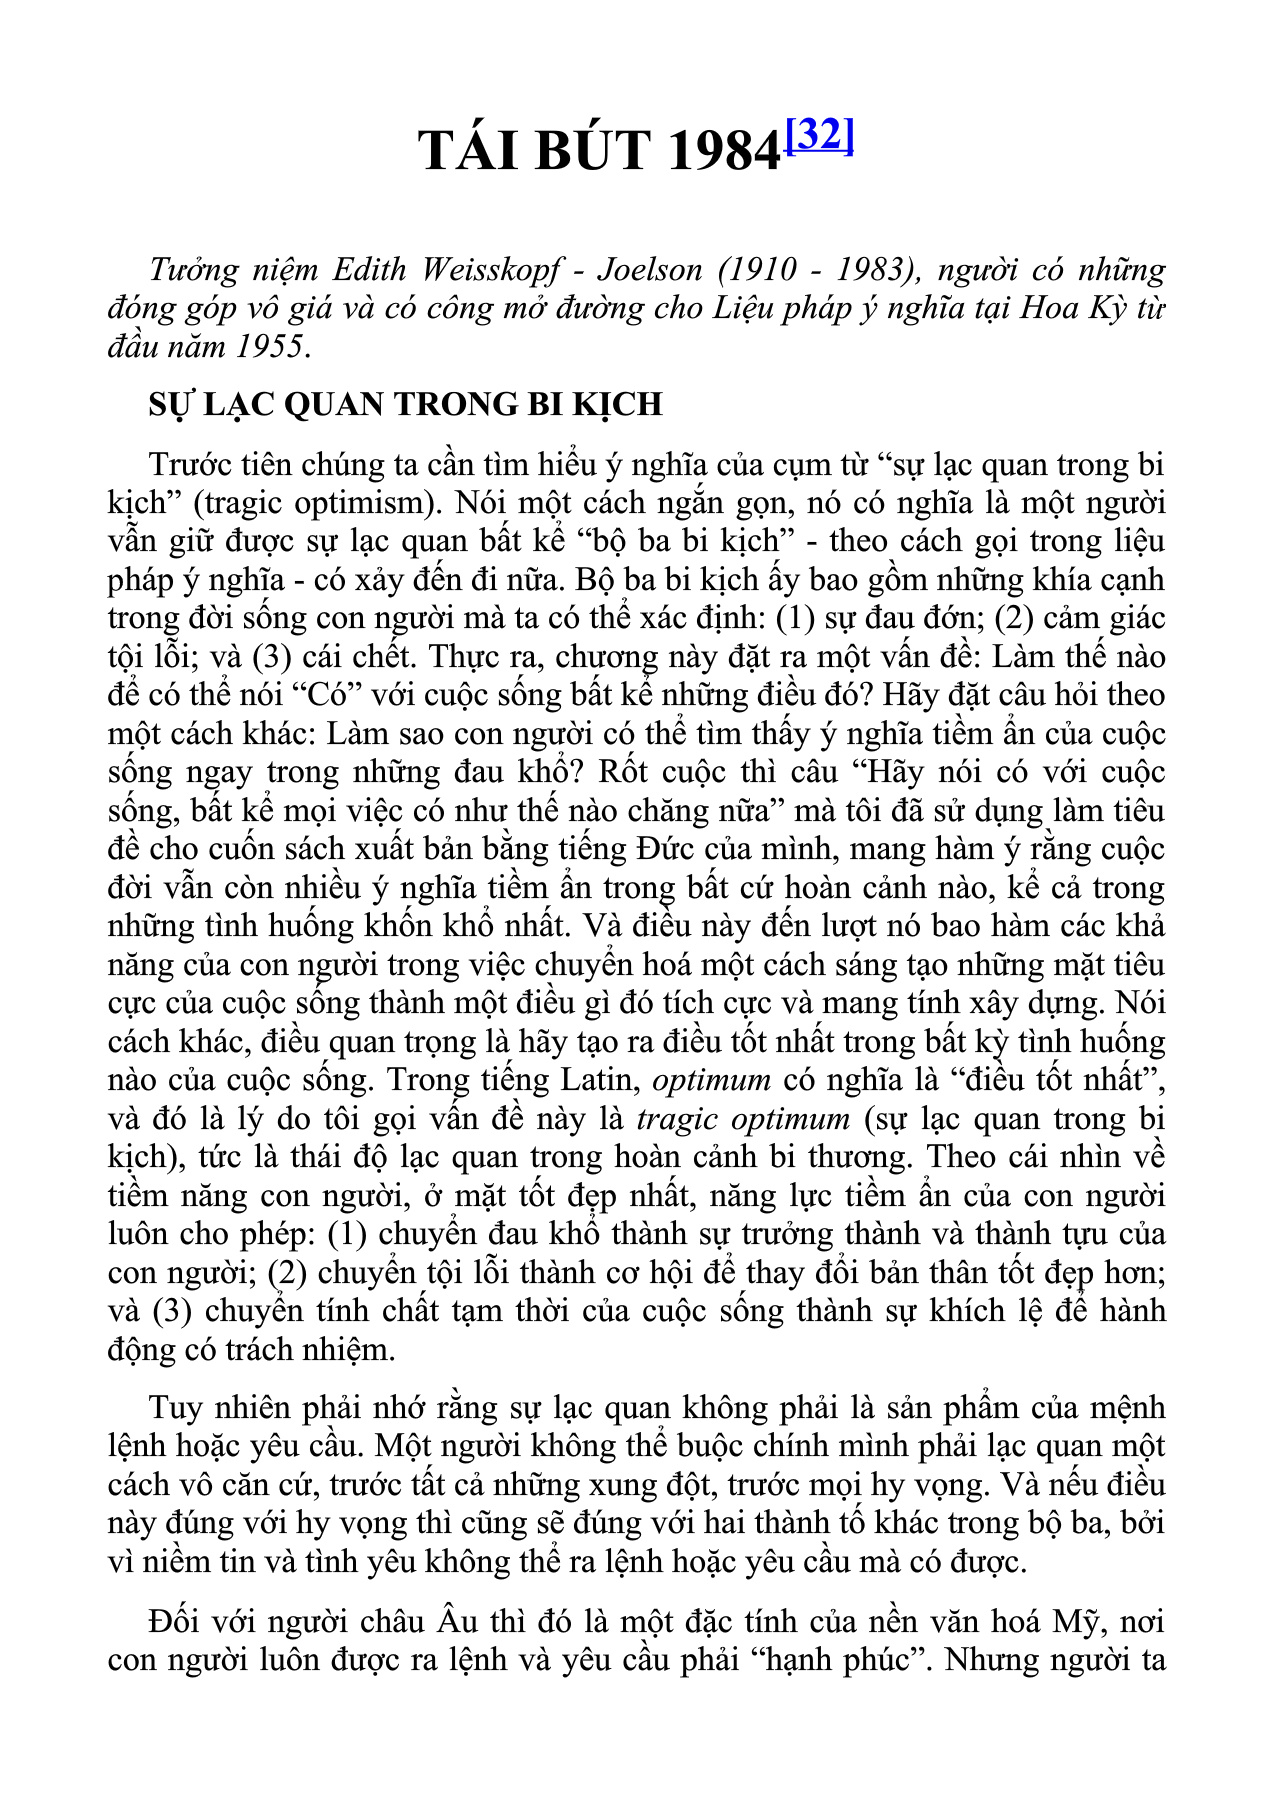 TÁI BÚT 1984[32]
Tưởng niệm Edith Weisskopf - Joelson (1910 - 1983), người có những
đóng góp vô giá và có công mở đường cho Liệu pháp ý nghĩa tại Hoa Kỳ từ
đầu năm 1955.
SỰ LẠC QUAN TRONG BI KỊCH
Trước tiên chúng ta cần tìm hiểu ý nghĩa của cụm từ “sự lạc quan trong bi
kịch” (tragic optimism). Nói một cách ngắn gọn, nó có nghĩa là một người
vẫn giữ được sự lạc quan bất kể “bộ ba bi kịch” - theo cách gọi trong liệu
pháp ý nghĩa - có xảy đến đi nữa. Bộ ba bi kịch ấy bao gồm những khía cạnh
trong đời sống con người mà ta có thể xác định: (1) sự đau đớn; (2) cảm giác
tội lỗi; và (3) cái chết. Thực ra, chương này đặt ra một vấn đề: Làm thế nào
để có thể nói “Có” với cuộc sống bất kể những điều đó? Hãy đặt câu hỏi theo
một cách khác: Làm sao con người có thể tìm thấy ý nghĩa tiềm ẩn của cuộc
sống ngay trong những đau khổ? Rốt cuộc thì câu “Hãy nói có với cuộc
sống, bất kể mọi việc có như thế nào chăng nữa” mà tôi đã sử dụng làm tiêu
đề cho cuốn sách xuất bản bằng tiếng Đức của mình, mang hàm ý rằng cuộc
đời vẫn còn nhiều ý nghĩa tiềm ẩn trong bất cứ hoàn cảnh nào, kể cả trong
những tình huống khốn khổ nhất. Và điều này đến lượt nó bao hàm các khả
năng của con người trong việc chuyển hoá một cách sáng tạo những mặt tiêu
cực của cuộc sống thành một điều gì đó tích cực và mang tính xây dựng. Nói
cách khác, điều quan trọng là hãy tạo ra điều tốt nhất trong bất kỳ tình huống
nào của cuộc sống. Trong tiếng Latin, optimum có nghĩa là “điều tốt nhất”,
và đó là lý do tôi gọi vấn đề này là tragic optimum (sự lạc quan trong bi
kịch), tức là thái độ lạc quan trong hoàn cảnh bi thương. Theo cái nhìn về
tiềm năng con người, ở mặt tốt đẹp nhất, năng lực tiềm ẩn của con người
luôn cho phép: (1) chuyển đau khổ thành sự trưởng thành và thành tựu của
con người; (2) chuyển tội lỗi thành cơ hội để thay đổi bản thân tốt đẹp hơn;
và (3) chuyển tính chất tạm thời của cuộc sống thành sự khích lệ để hành
động có trách nhiệm.
Tuy nhiên phải nhớ rằng sự lạc quan không phải là sản phẩm của mệnh
lệnh hoặc yêu cầu. Một người không thể buộc chính mình phải lạc quan một
cách vô căn cứ, trước tất cả những xung đột, trước mọi hy vọng. Và nếu điều
này đúng với hy vọng thì cũng sẽ đúng với hai thành tố khác trong bộ ba, bởi
vì niềm tin và tình yêu không thể ra lệnh hoặc yêu cầu mà có được.
Đối với người châu Âu thì đó là một đặc tính của nền văn hoá Mỹ, nơi
con người luôn được ra lệnh và yêu cầu phải “hạnh phúc”. Nhưng người ta